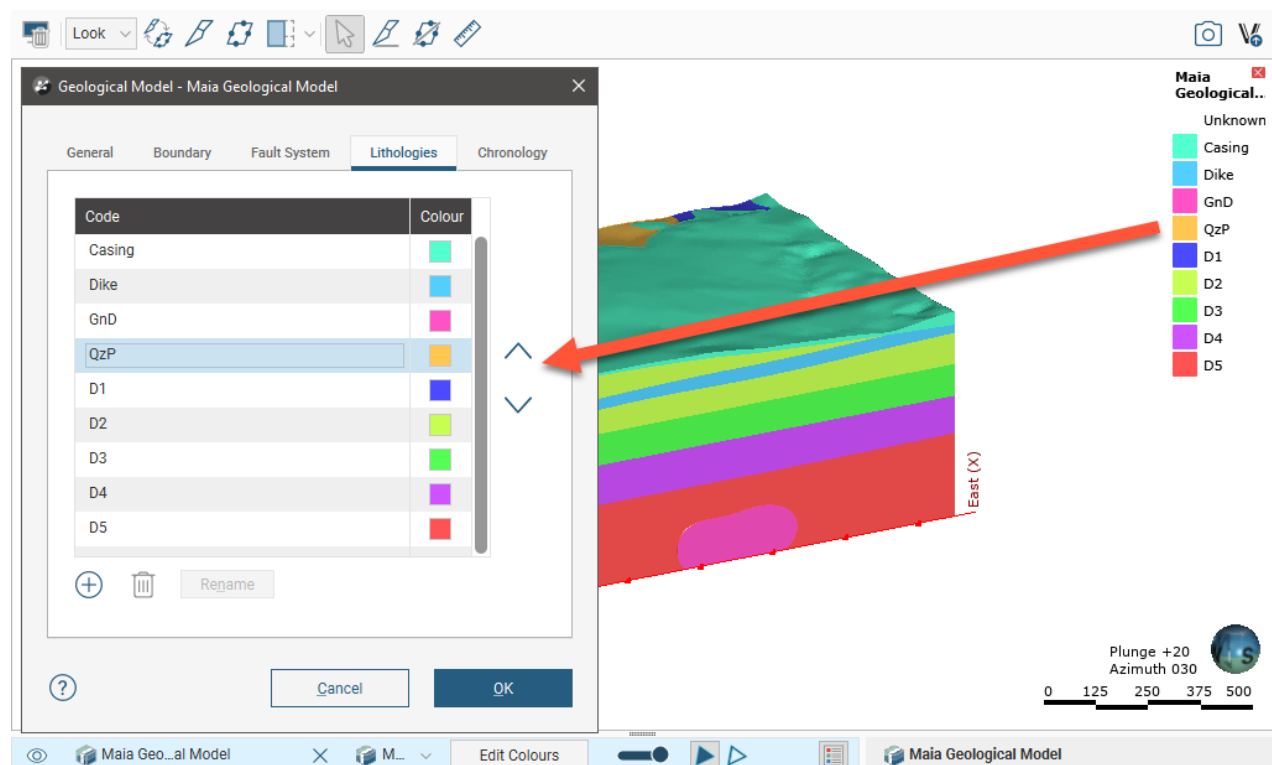 Look
Geological Model - Maia Geological Model
General Boundary Fault System Lithologies Chronology
Code Colour
Casing
Dike
GnD
QzP
D1
D2
D3
D4
D5
Rename
Cancel OK
Maia
Geological..
Unknown
Casing
Dike
GnD
QzP
D1
D2
D3
D4
D5
East (X)
Plunge +20
Azimuth 030
0 125 250 375 500
Maia Geo...al Model M... Edit Colours Maia Geological Model